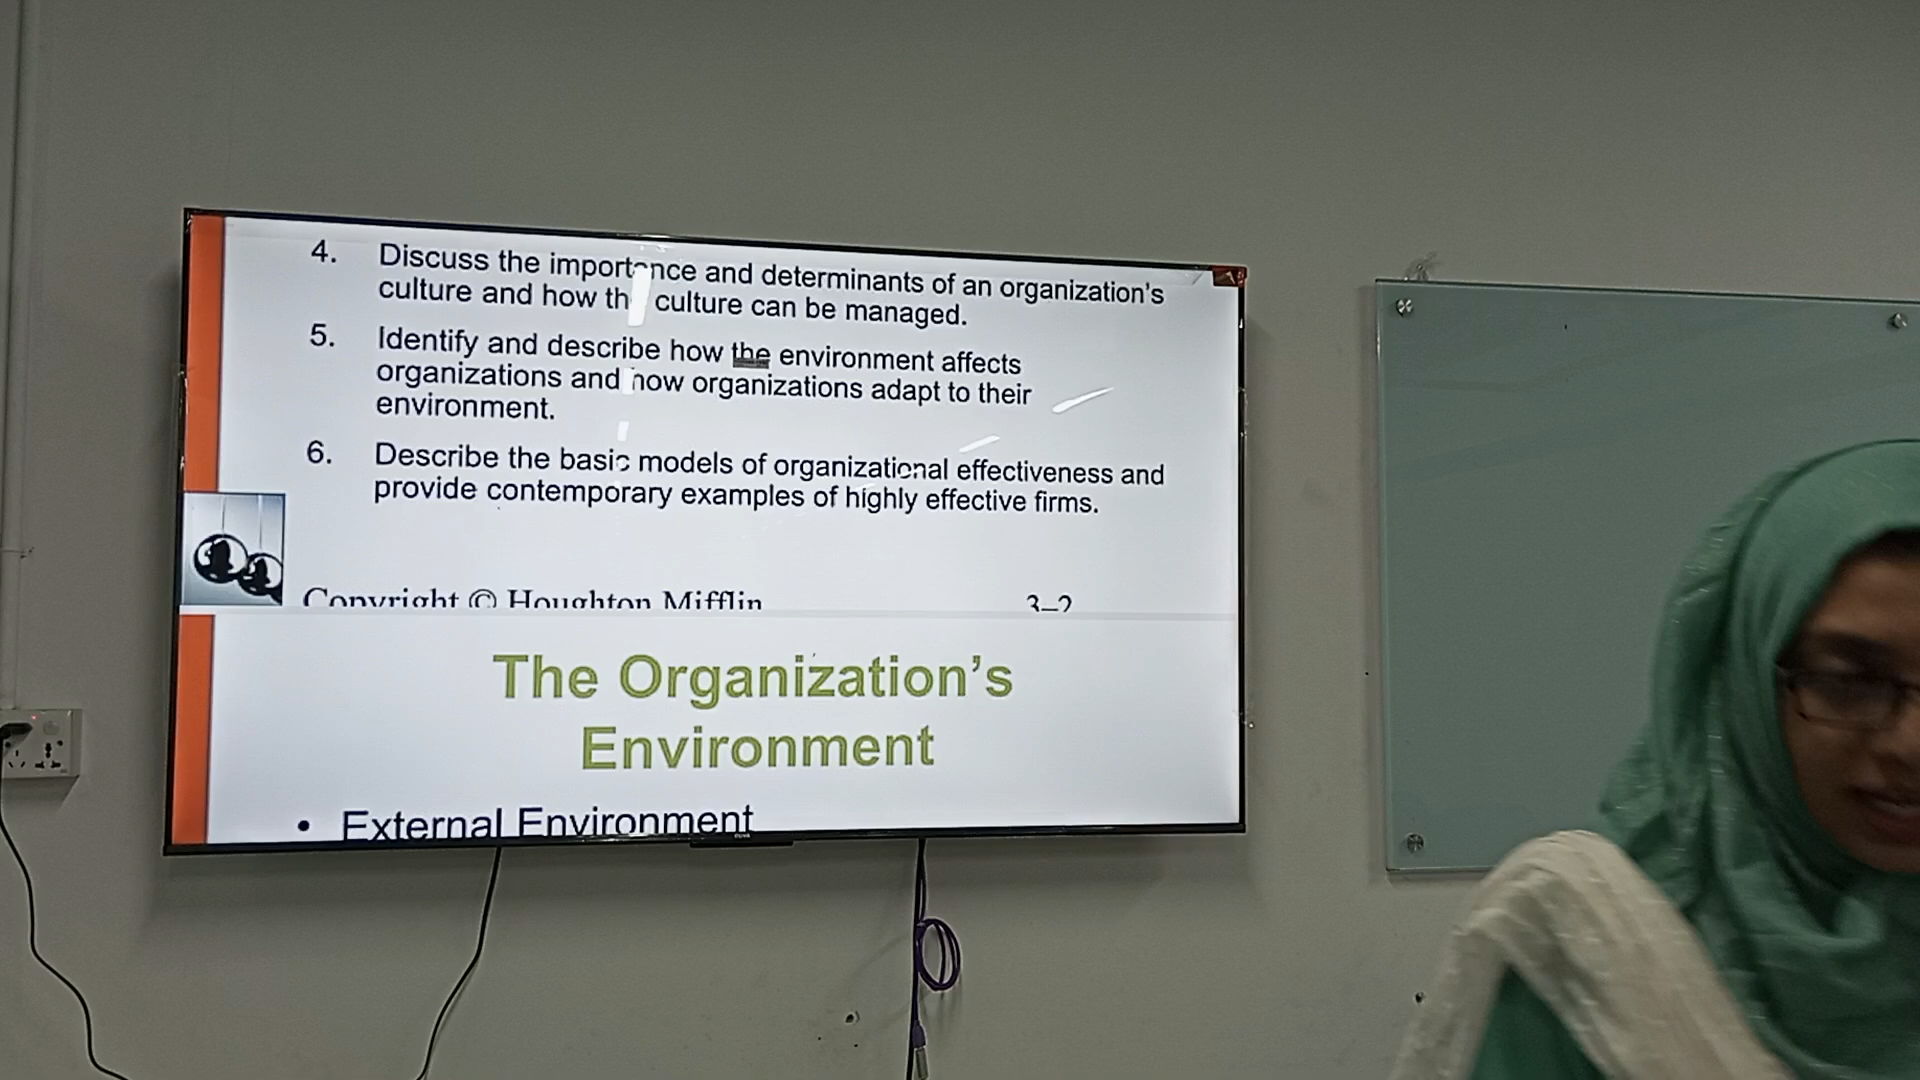 4. Discuss the importance and determinants of an organization's
culture and how th culture can be managed.
5. Identify and describe how the environment affects
organizations and how organizations adapt to their
environment.
6. Describe the basic models of organizational effectiveness and
provide contemporary examples of highly effective firms.
Copyright © Houghton Mifflin 3–2
The Organization's
Environment
• External Environment